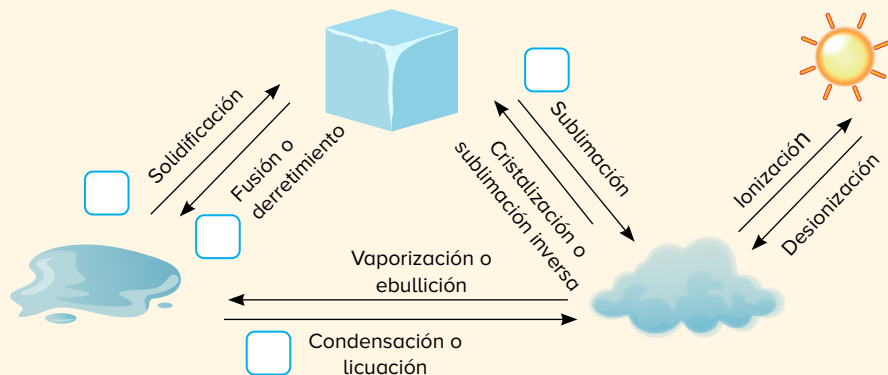 Solidificación
Fusión o
derretimiento
Sublimación
Cristalización o
sublimación inversa
Ionización
Desionización
Vaporización o
ebullición
Condensación o
licuación